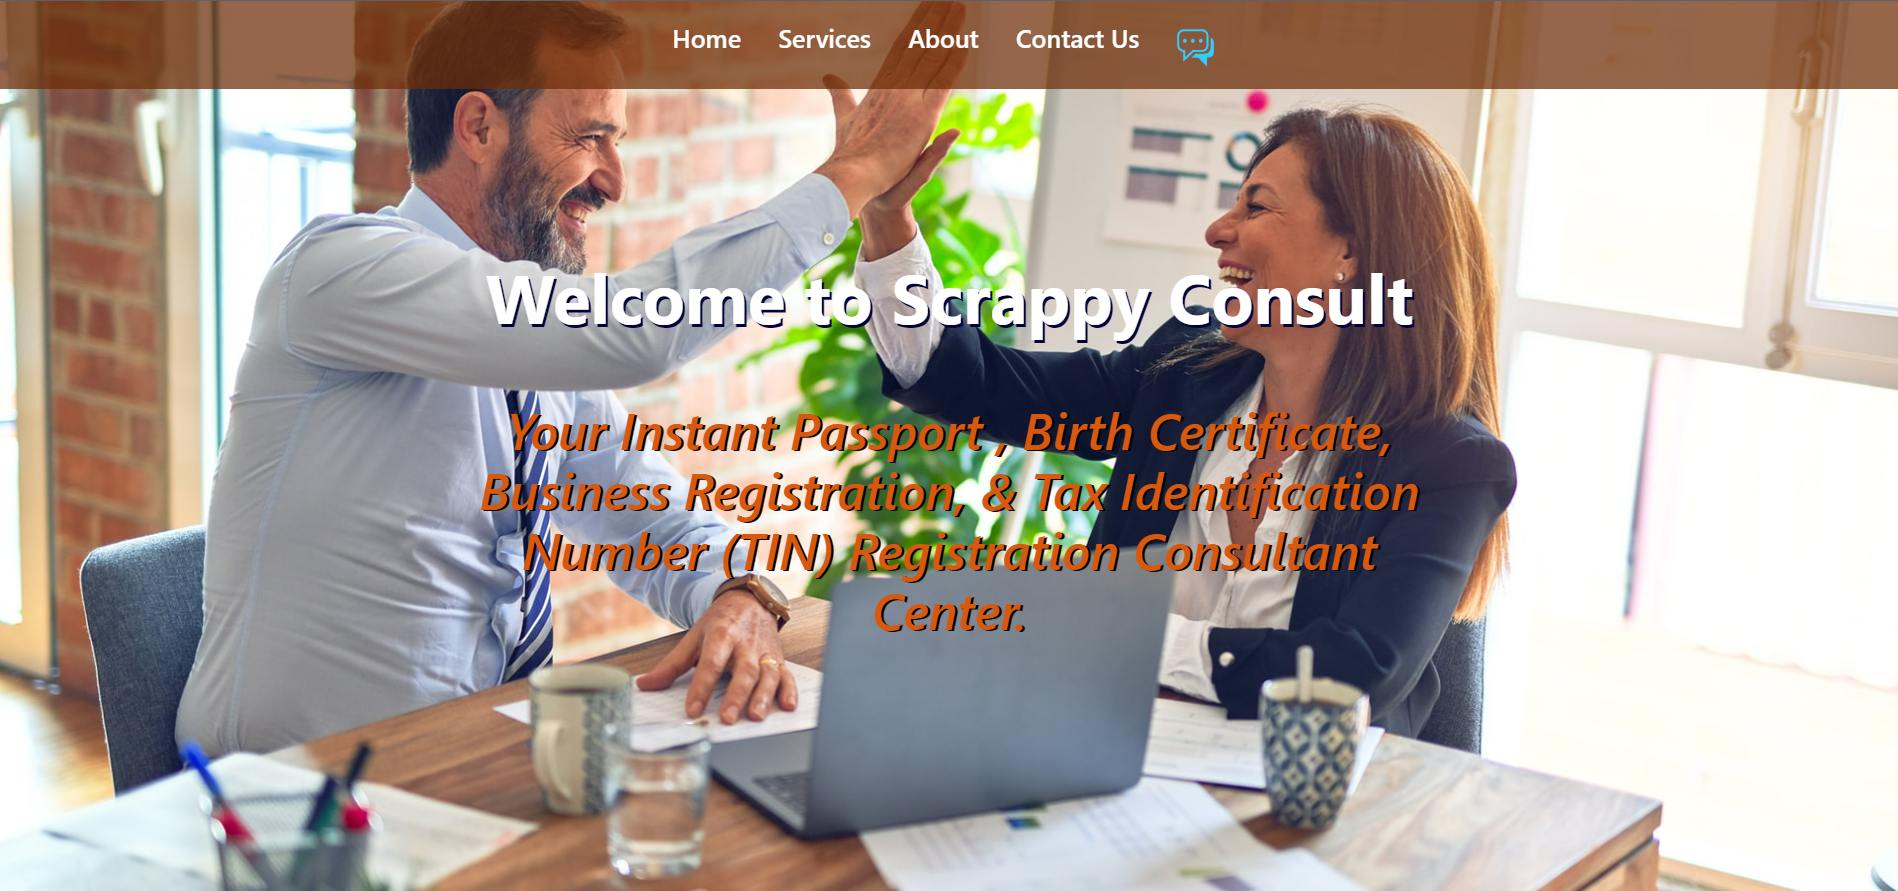 Home Services About Contact Us
Welcome to Scrappy Consult
Your Instant Passport , Birth Certificate,
Business Registration, & Tax Identification
Number (TIN) Registration Consultant
Center.